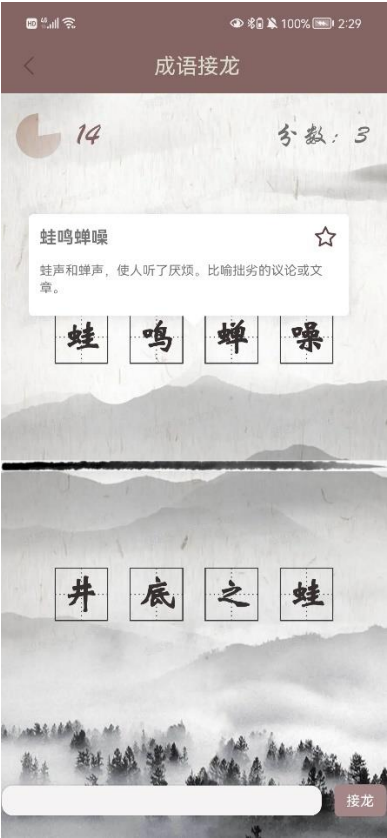 HD 4G 100% 2:29
成语接龙
14 分数：3
蛙鸣蝉噪
蛙声和蝉声，使人听了厌烦。比喻拙劣的议论或文
章。
蛙鸣蝉噪
井底之蛙
接龙